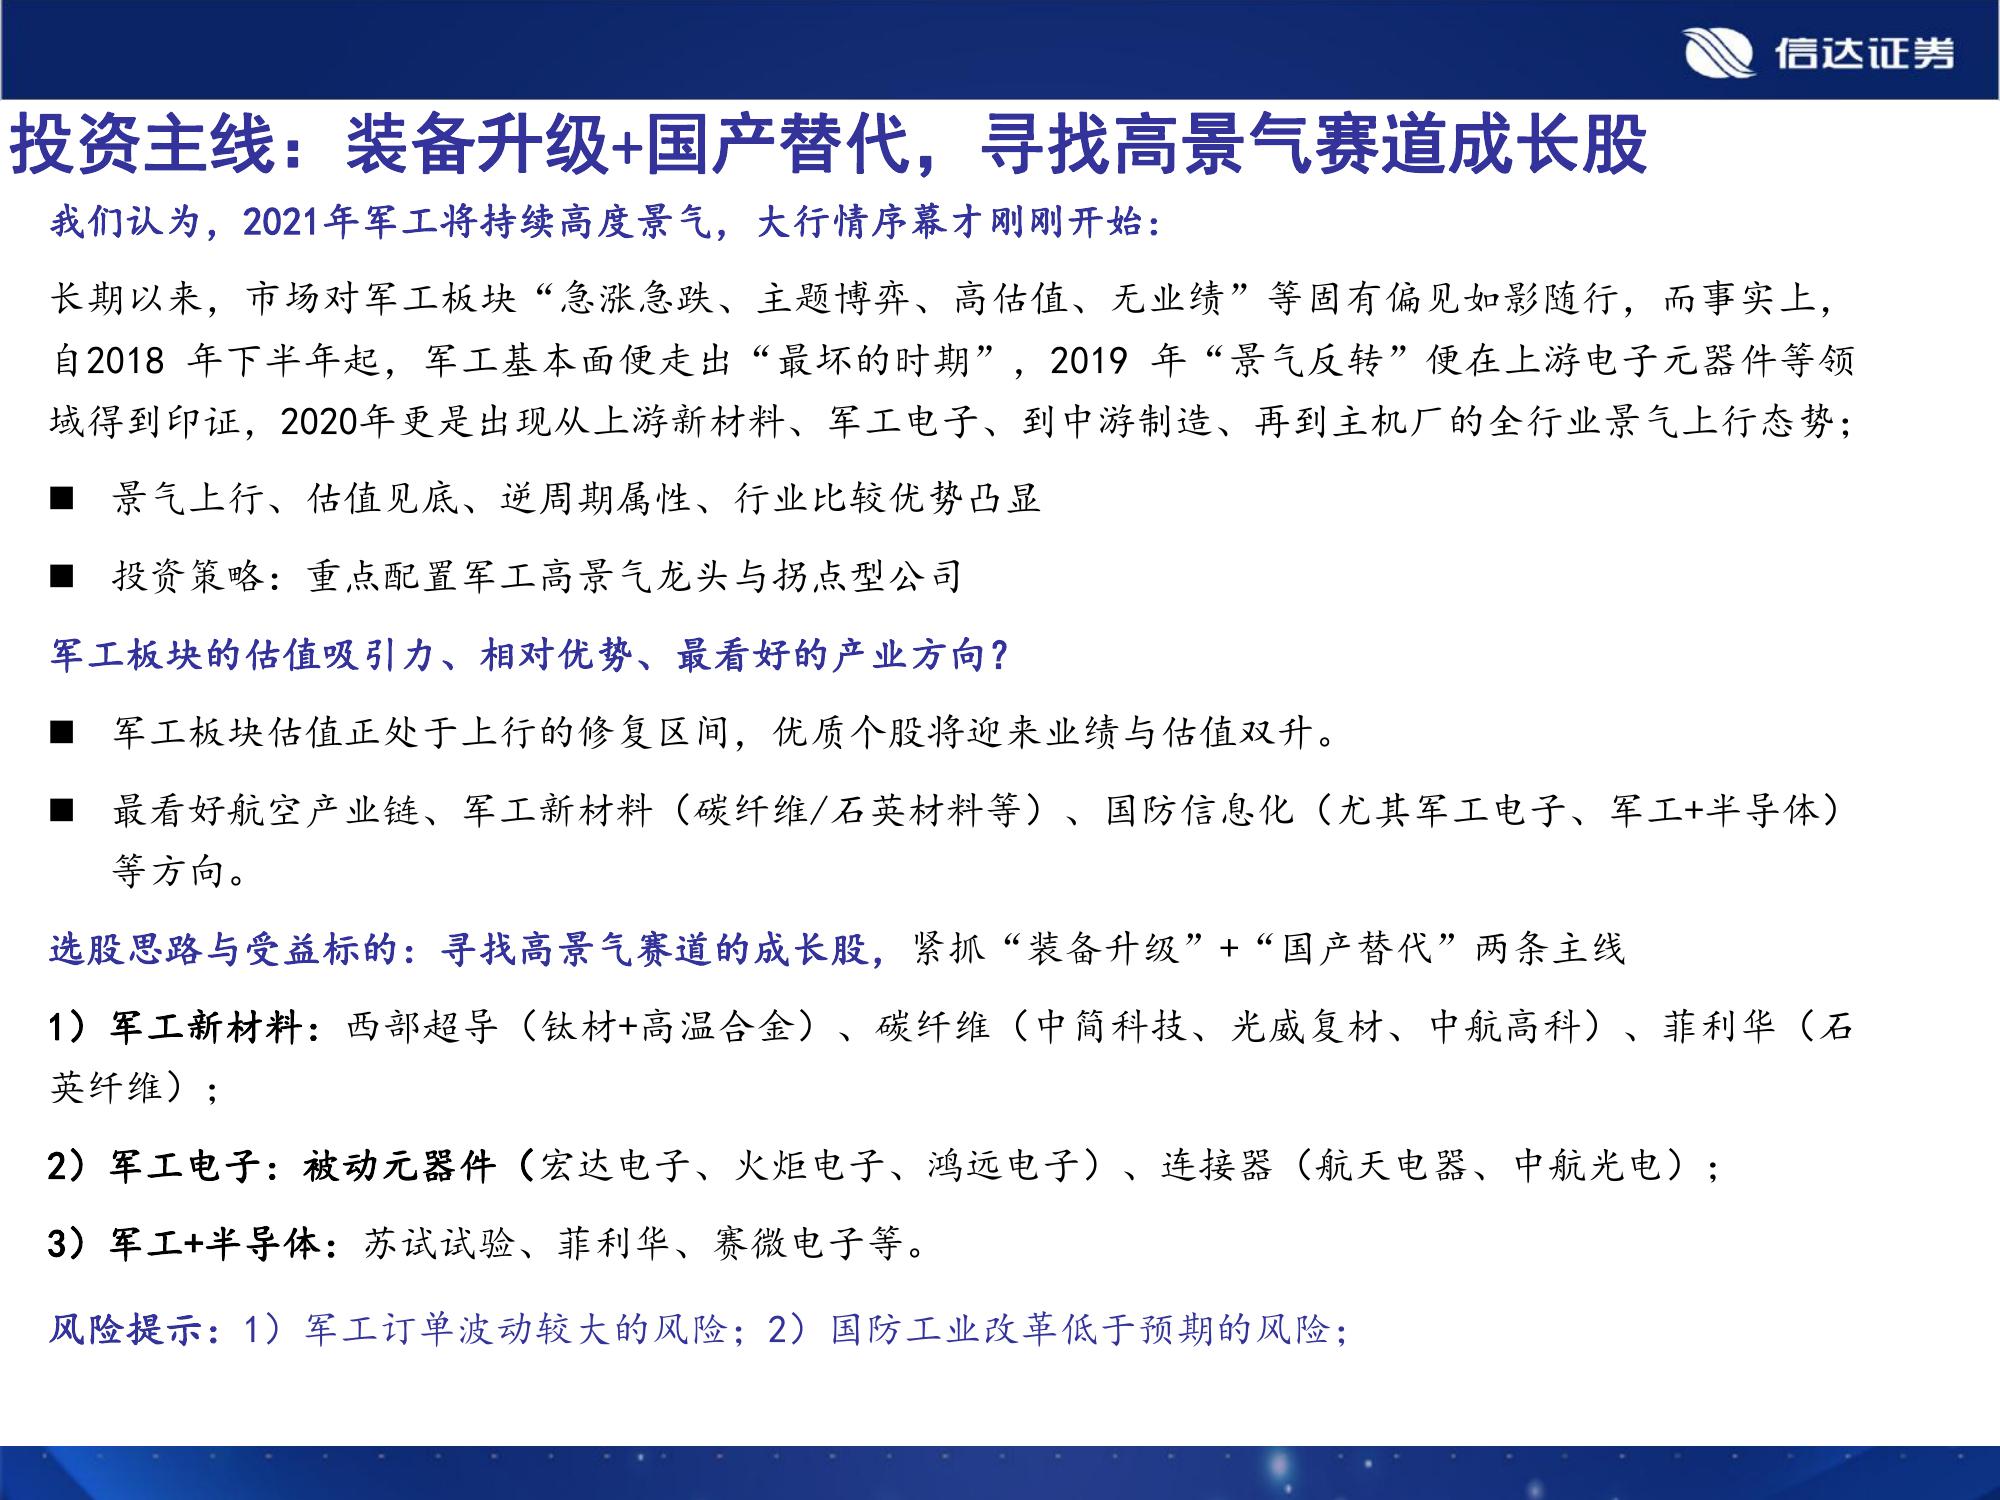 信达证券
投资主线：装备升级+国产替代，寻找高景气赛道成长股
我们认为，2021年军工将持续高度景气，大行情序幕才刚刚开始：
长期以来，市场对军工板块“急涨急跌、主题博弈、高估值、无业绩”等固有偏见如影随行，而事实上，
自2018 年下半年起，军工基本面便走出“最坏的时期”，2019 年“景气反转”便在上游电子元器件等领
域得到印证，2020年更是出现从上游新材料、军工电子、到中游制造、再到主机厂的全行业景气上行态势；
■ 景气上行、估值见底、逆周期属性、行业比较优势凸显
■ 投资策略：重点配置军工高景气龙头与拐点型公司
军工板块的估值吸引力、相对优势、最看好的产业方向？
■ 军工板块估值正处于上行的修复区间，优质个股将迎来业绩与估值双升。
■ 最看好航空产业链、军工新材料（碳纤维/石英材料等）、国防信息化（尤其军工电子、军工+半导体）
等方向。
选股思路与受益标的：寻找高景气赛道的成长股，紧抓“装备升级”+“国产替代”两条主线
1）军工新材料：西部超导（钛材+高温合金）、碳纤维（中简科技、光威复材、中航高科）、菲利华（石
英纤维）；
2）军工电子：被动元器件（宏达电子、火炬电子、鸿远电子）、连接器（航天电器、中航光电）；
3）军工+半导体：苏试试验、菲利华、赛微电子等。
风险提示：1）军工订单波动较大的风险；2）国防工业改革低于预期的风险；